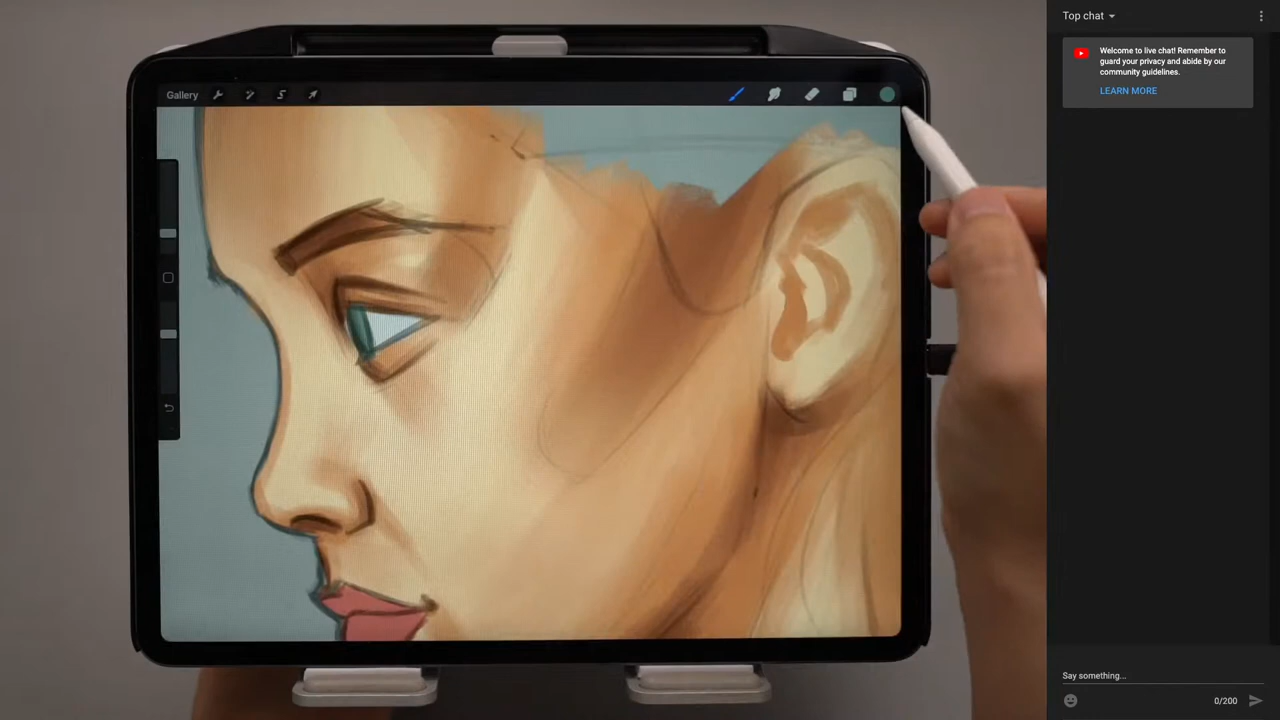 Top chat
Welcome to live chat! Remember to
guard your privacy and abide by our
community guidelines.
LEARN MORE
Gallery
Say something...
0/200